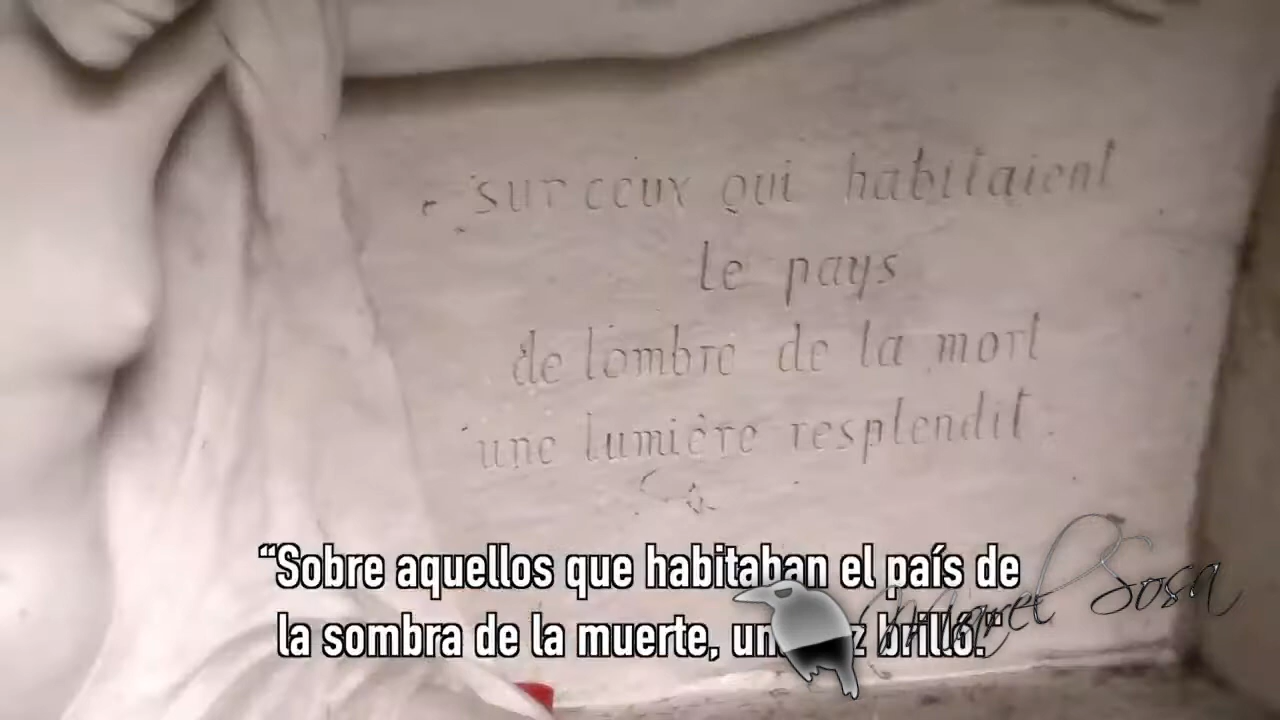 sur ceux qui habitaient
le pays
de lombre de la mort
une lumière resplendit.
“Sobre aquellos que habitaban el país de
la sombra de la muerte, brilló.“
Sosa